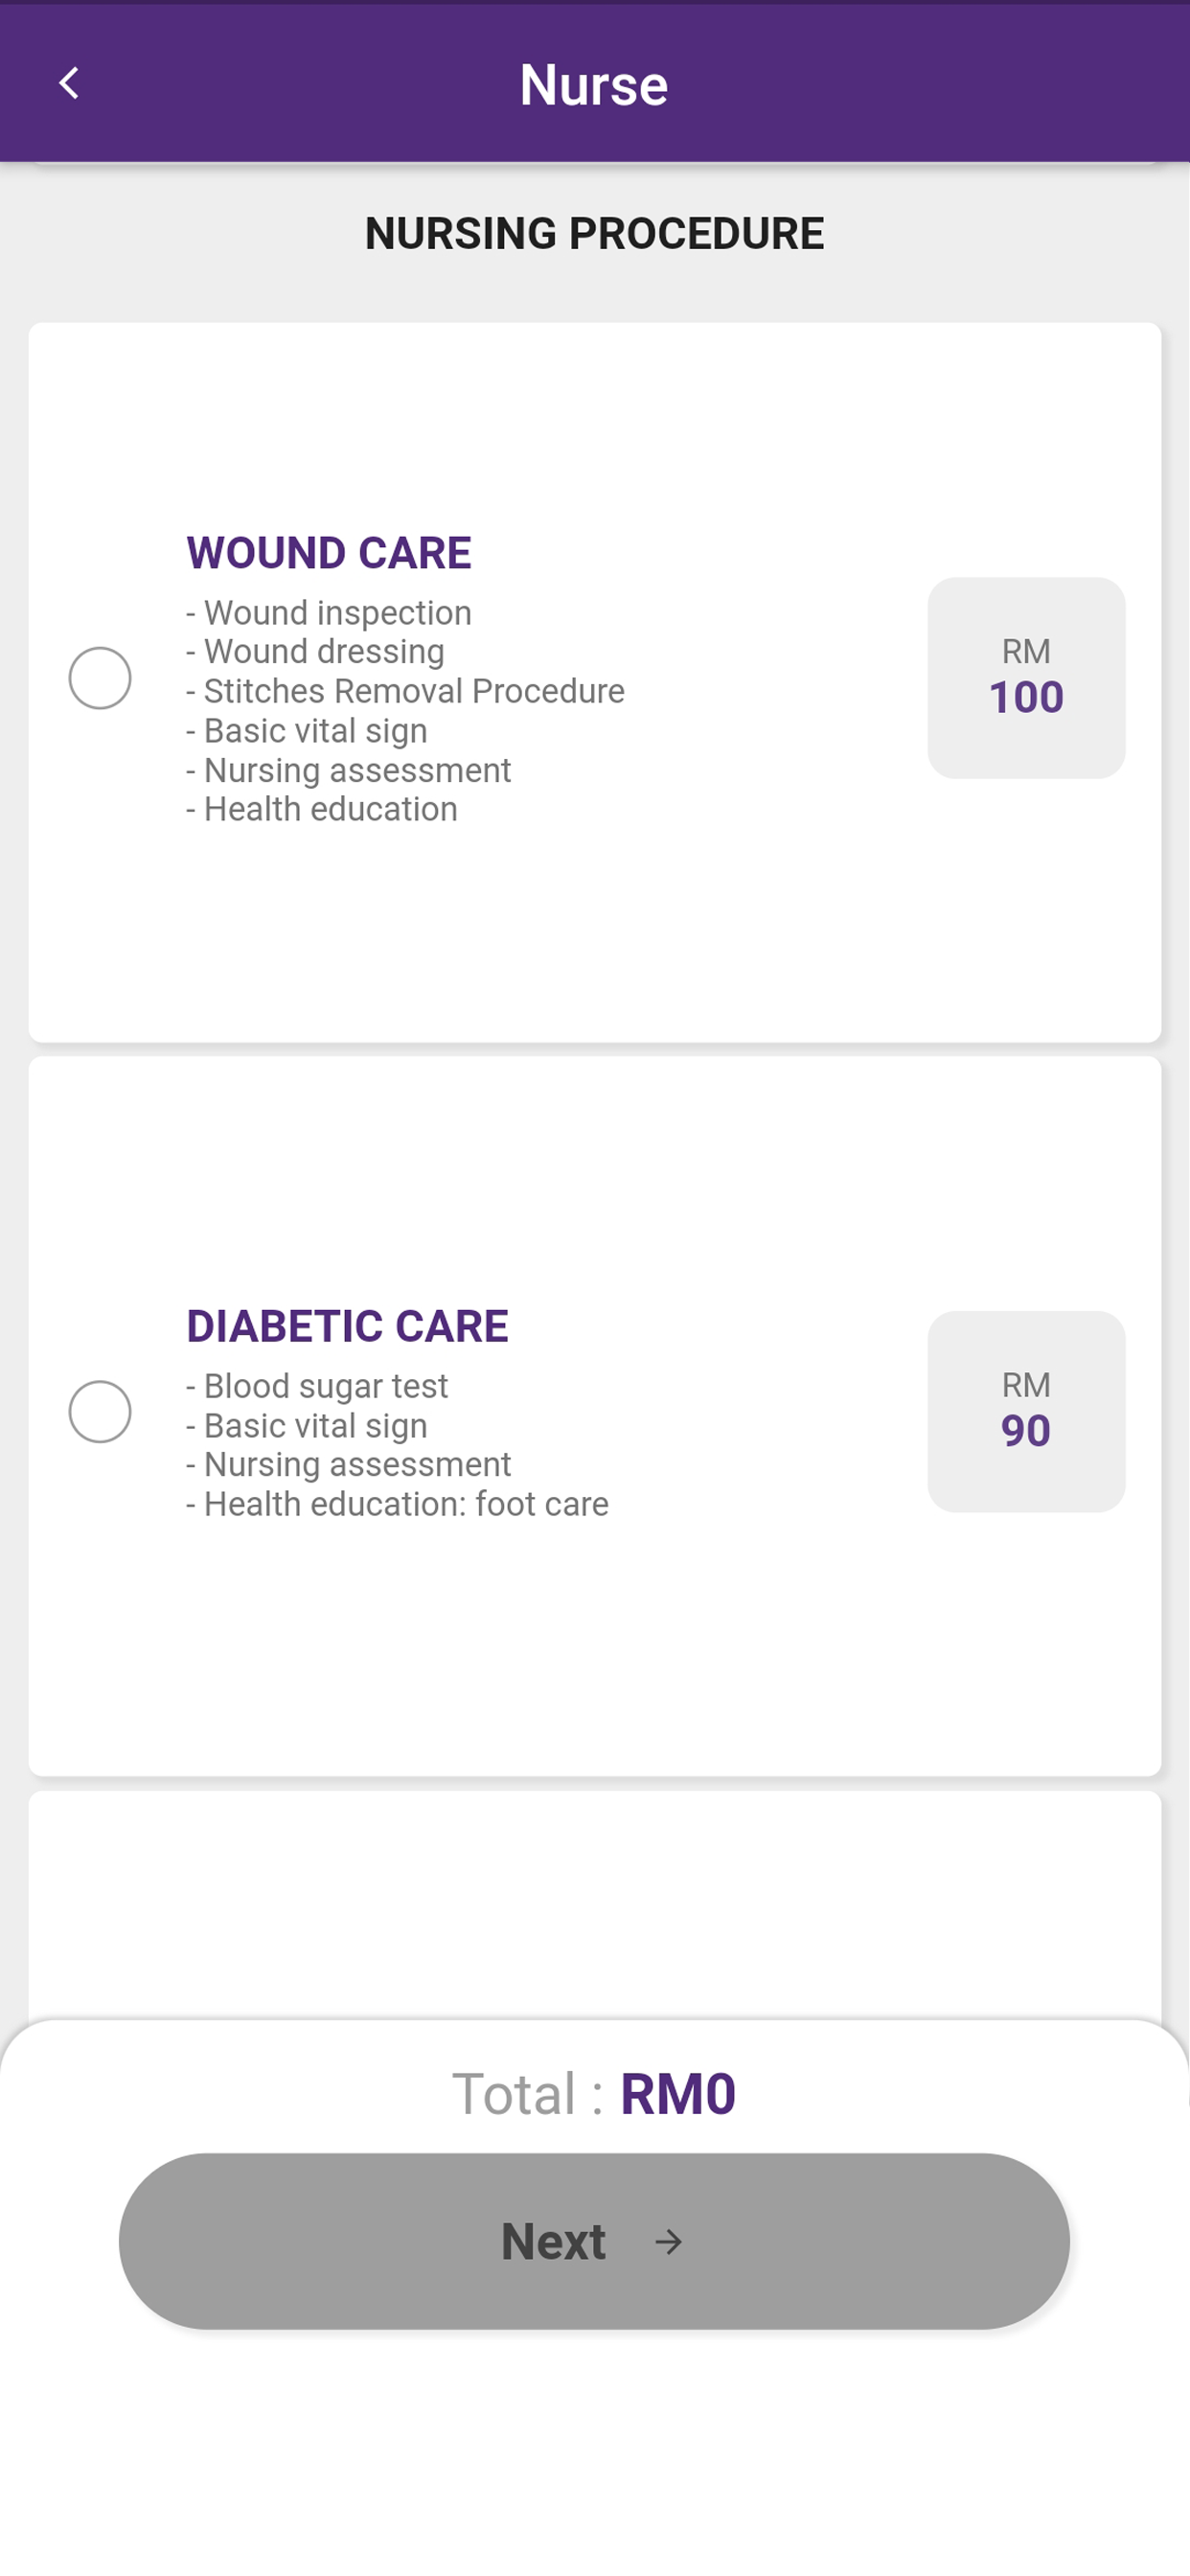 Nurse
NURSING PROCEDURE
WOUND CARE
- Wound inspection
- Wound dressing
- Stitches Removal Procedure
- Basic vital sign
- Nursing assessment
- Health education
RM
100
DIABETIC CARE
- Blood sugar test
- Basic vital sign
- Nursing assessment
- Health education: foot care
RM
90
Total : RM0
Next